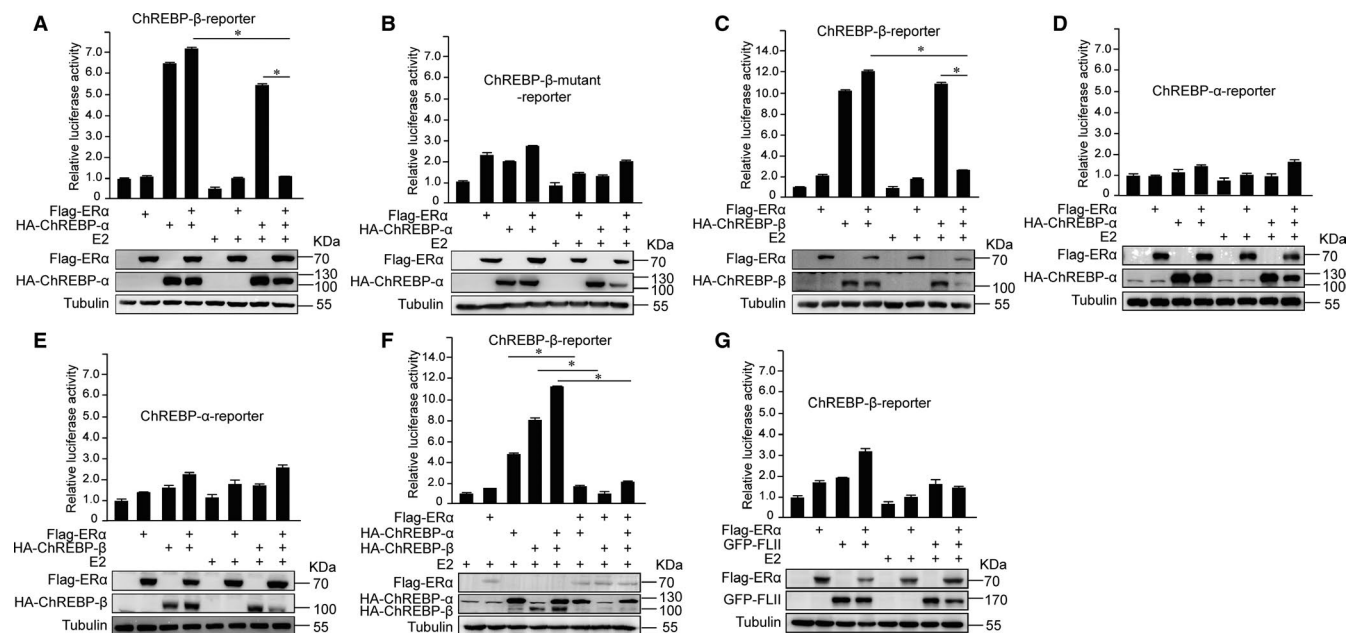 A
ChREBP-β-reporter
Relative luciferase activity
7.0
6.0
5.0
4.0
3.0
2.0
1.0
0
*
*
Flag-ERα + + + +
HA-ChREBP-α + + + +
E2 + + + +
KDa
Flag-ERα 70
HA-ChREBP-α 130
100
Tubulin 55
B
ChREBP-β-mutant
-reporter
Relative luciferase activity
7.0
6.0
5.0
4.0
3.0
2.0
1.0
0
Flag-ERα + + + +
HA-ChREBP-α + + + +
E2 + + + +
KDa
Flag-ERα 70
HA-ChREBP-α 130
100
Tubulin 55
C
ChREBP-β-reporter
Relative luciferase activity
14.0
12.0
10.0
8.0
6.0
4.0
2.0
0
*
*
Flag-ERα + + + +
HA-ChREBP-β + + + +
E2 + + + +
KDa
Flag-ERα 70
HA-ChREBP-β 100
Tubulin 55
D
ChREBP-α-reporter
Relative luciferase activity
7.0
6.0
5.0
4.0
3.0
2.0
1.0
0
Flag-ERα + + + +
HA-ChREBP-α + + + +
E2 + + + +
KDa
Flag-ERα 70
HA-ChREBP-α 130
100
Tubulin 55
E
ChREBP-α-reporter
Relative luciferase activity
7.0
6.0
5.0
4.0
3.0
2.0
1.0
0
Flag-ERα + + + +
HA-ChREBP-β + + + +
E2 + + + +
KDa
Flag-ERα 70
HA-ChREBP-β 100
Tubulin 55
F
ChREBP-β-reporter
Relative luciferase activity
14.0
12.0
10.0
8.0
6.0
4.0
2.0
0
*
*
*
Flag-ERα + + + +
HA-ChREBP-α + + + +
HA-ChREBP-β + + + +
E2 + + + + + + + +
KDa
Flag-ERα 70
HA-ChREBP-α 130
HA-ChREBP-β 100
Tubulin 55
G
ChREBP-β-reporter
Relative luciferase activity
7.0
6.0
5.0
4.0
3.0
2.0
1.0
0
Flag-ERα + + + +
GFP-FLII + + + +
E2 + + + +
KDa
Flag-ERα 70
GFP-FLII 170
Tubulin 55